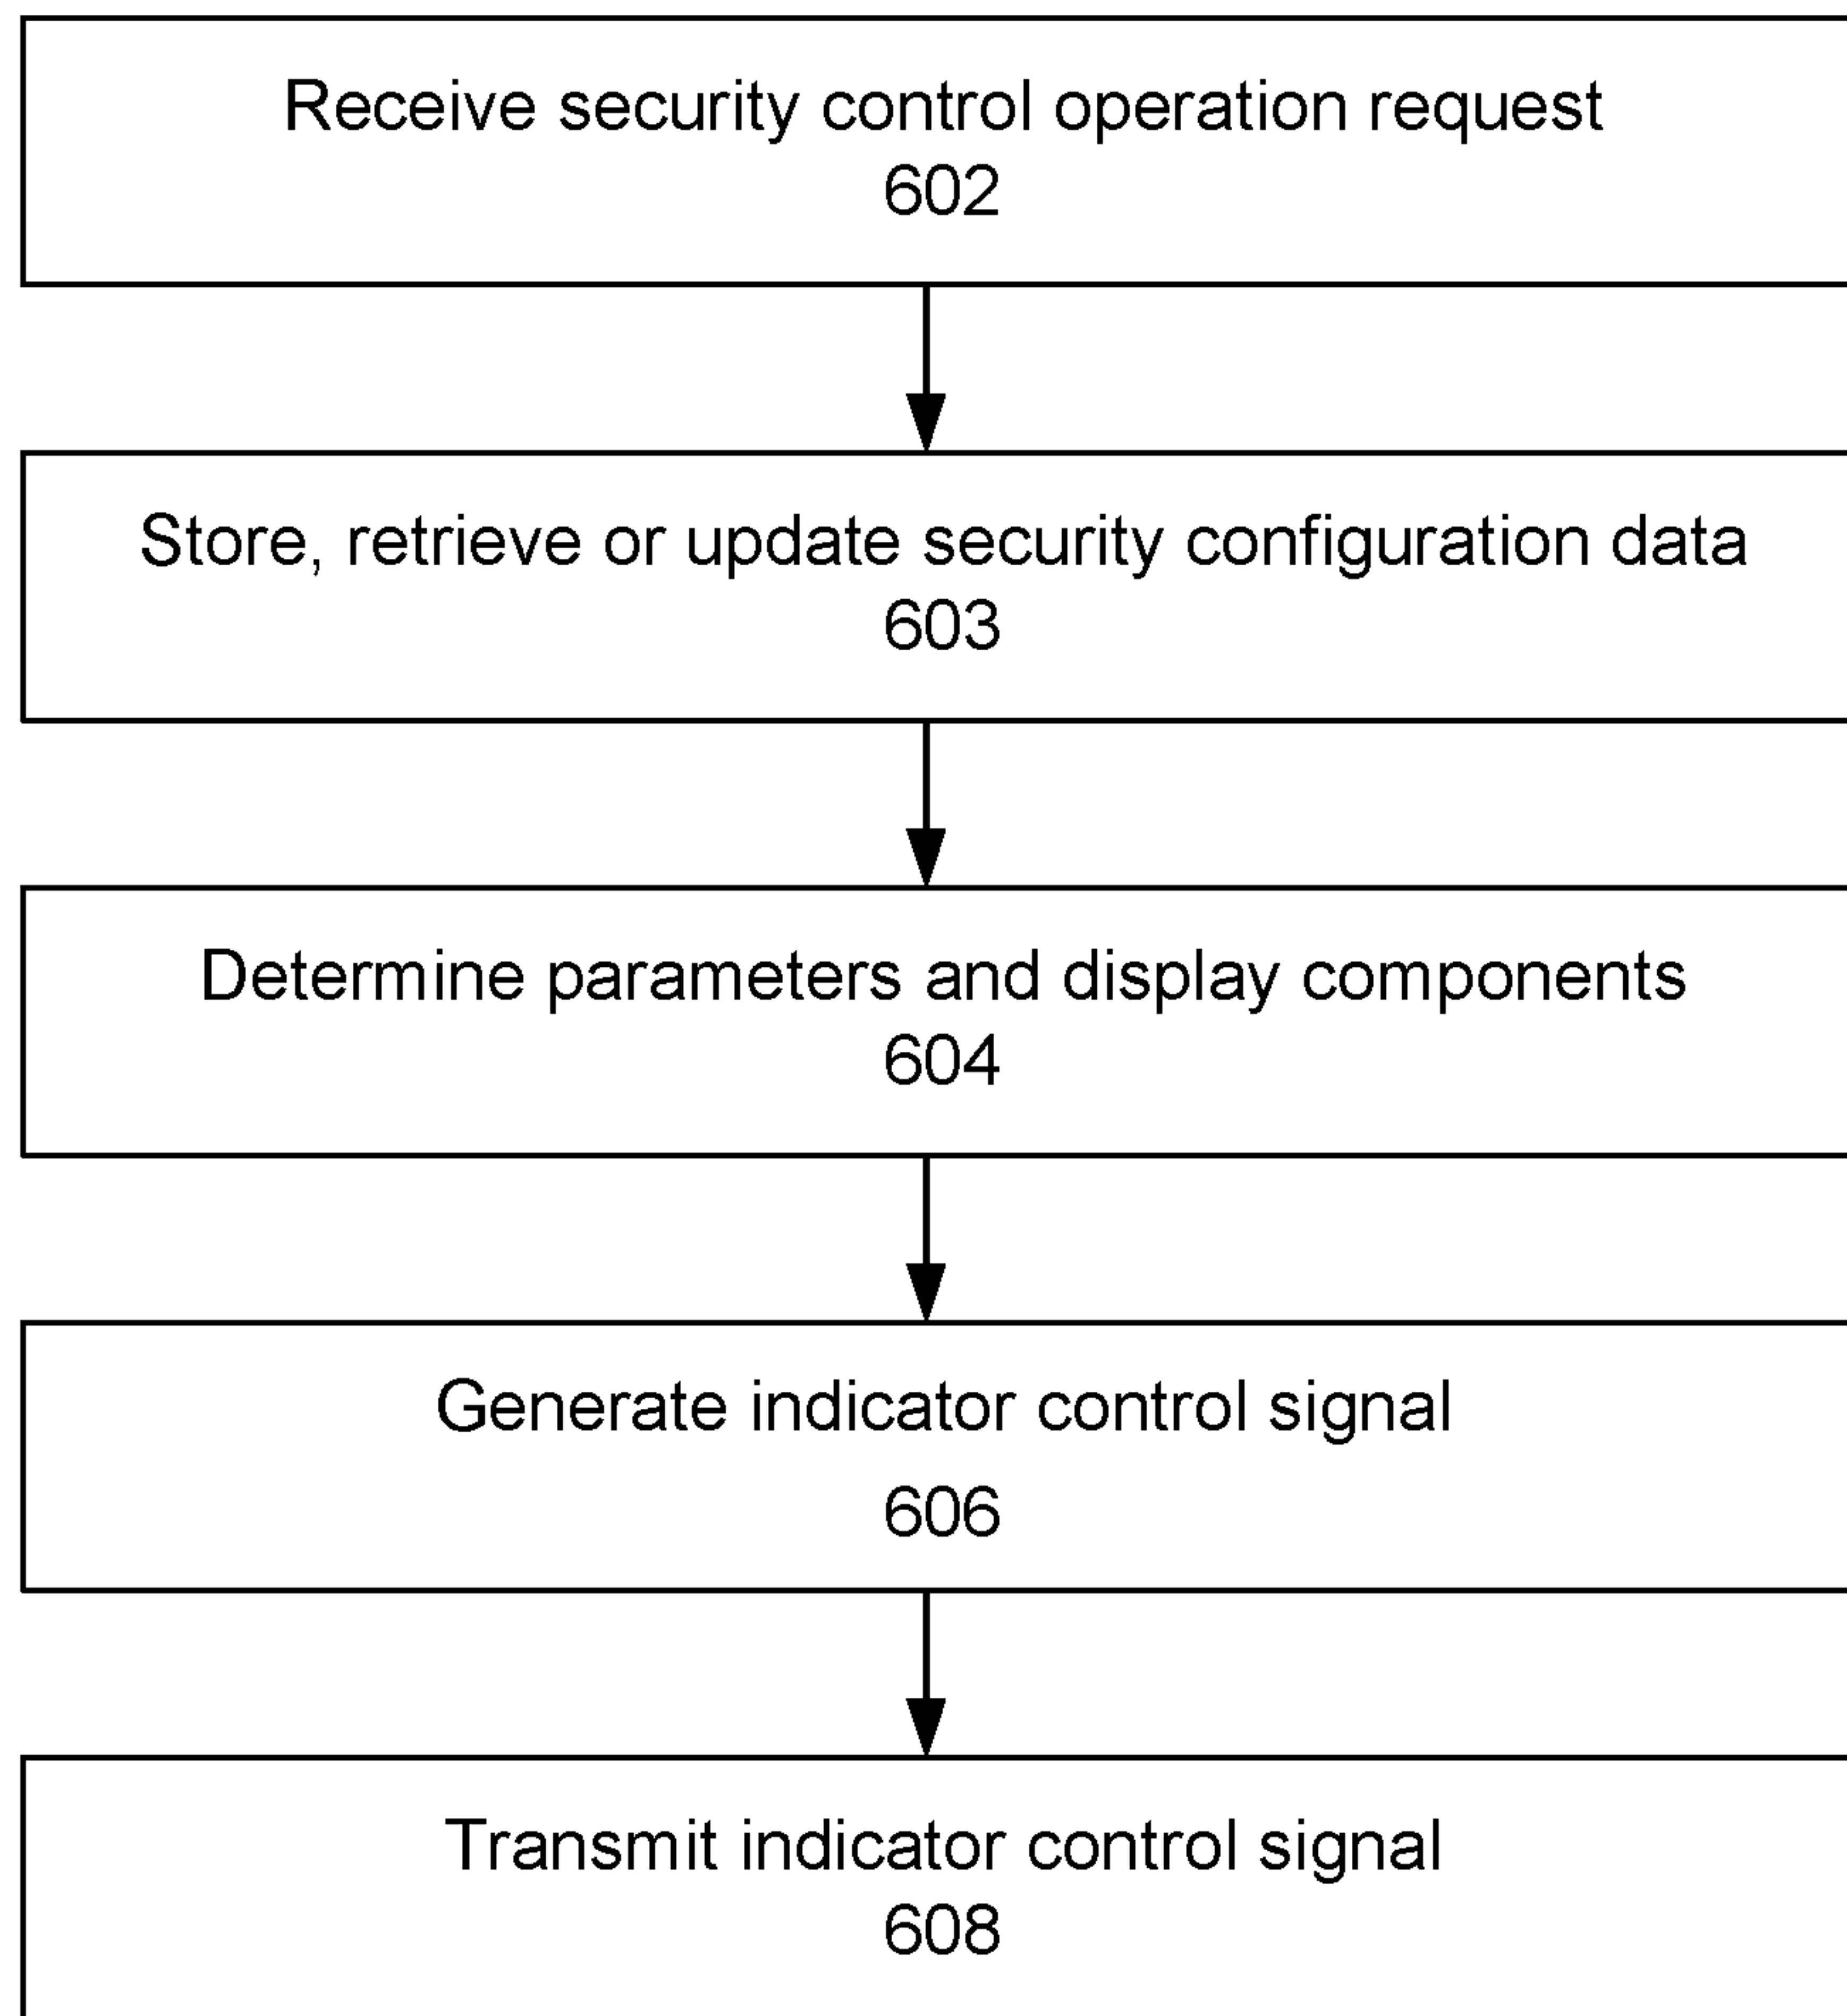 Receive security control operation request
602
Store, retrieve or update security configuration data
603
Determine parameters and display components
604
Generate indicator control signal
606
Transmit indicator control signal
608